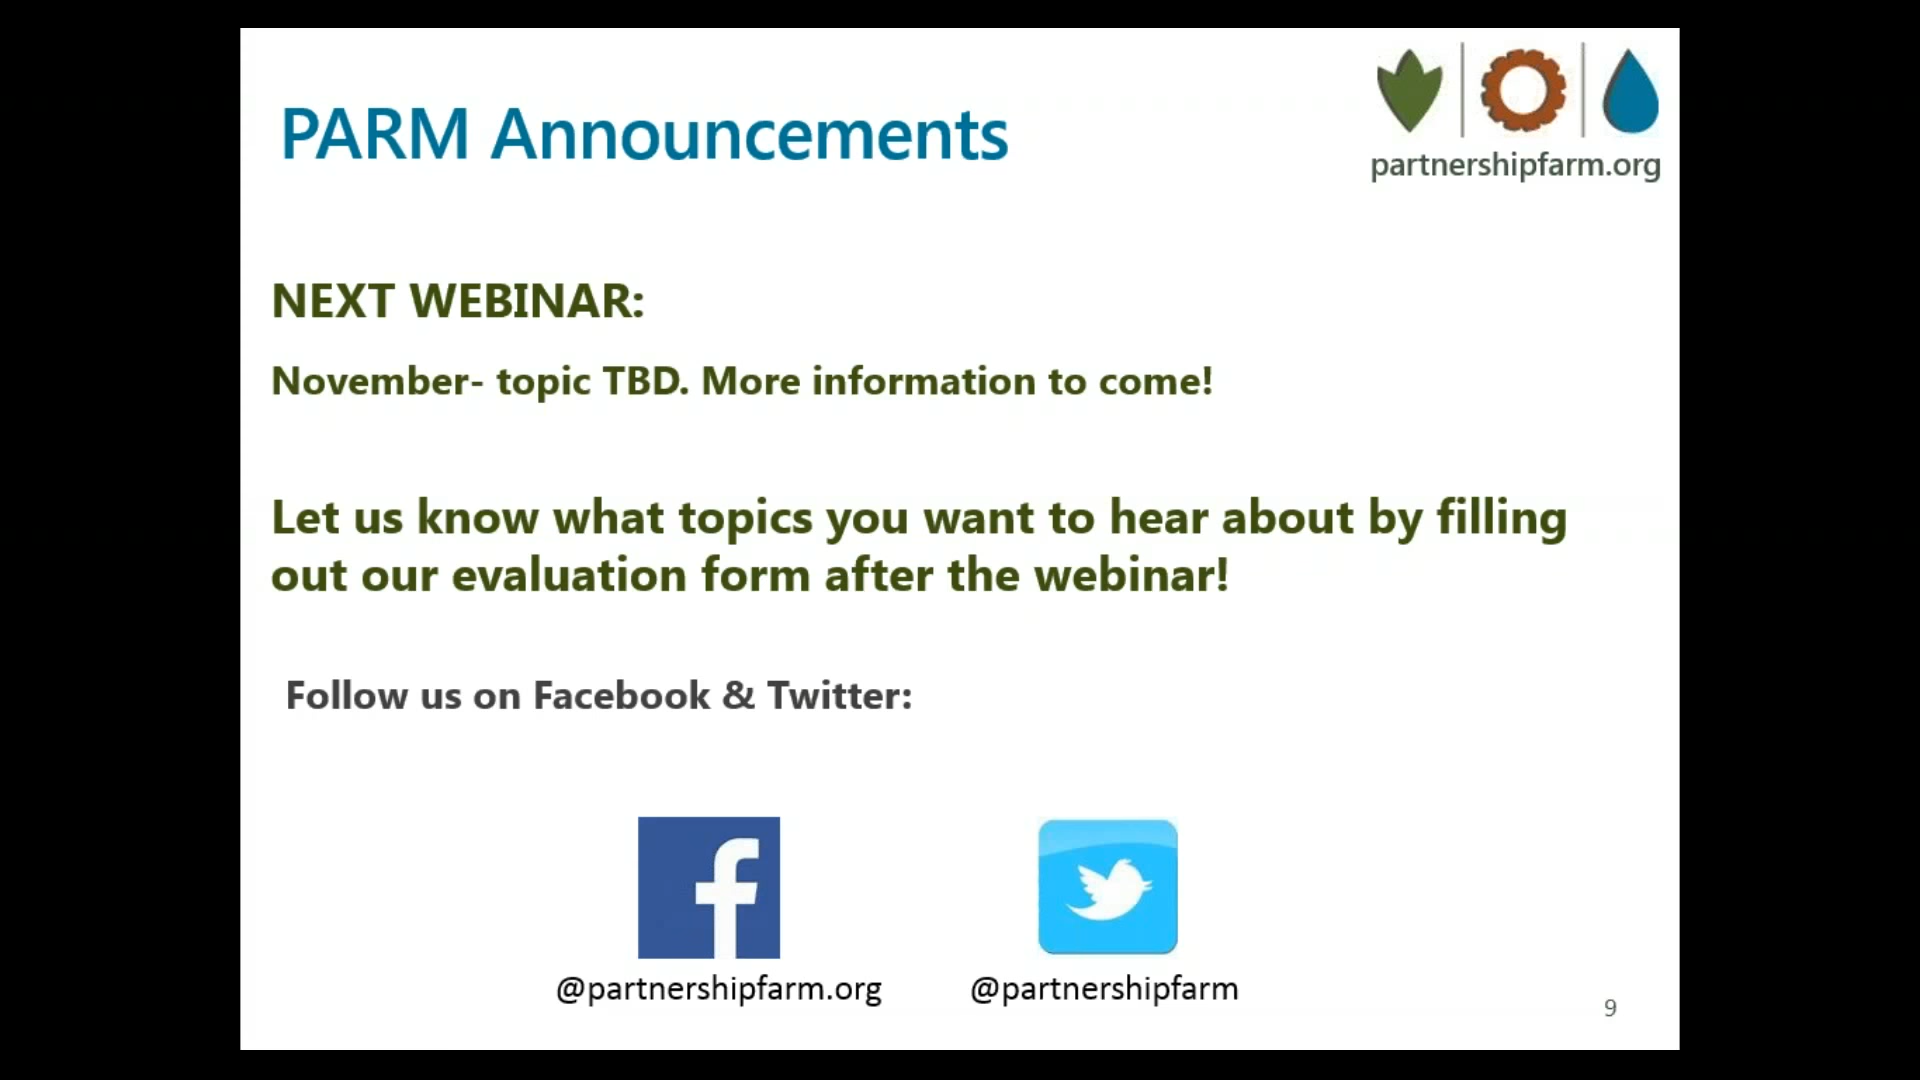 PARM Announcements
partnershipfarm.org
NEXT WEBINAR:
November- topic TBD. More information to come!
Let us know what topics you want to hear about by filling
out our evaluation form after the webinar!
Follow us on Facebook & Twitter:
@partnershipfarm.org
@partnershipfarm
9